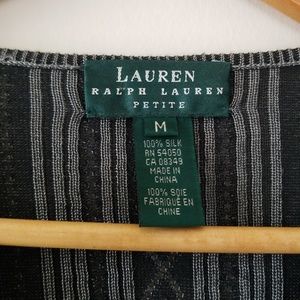 LAUREN
RALPH LAUREN
PETITE
M
100% SILK
RN 54050
CA 08349
MADE IN
CHINA
100% SOIE
FABRIQUÉ EN
CHINE